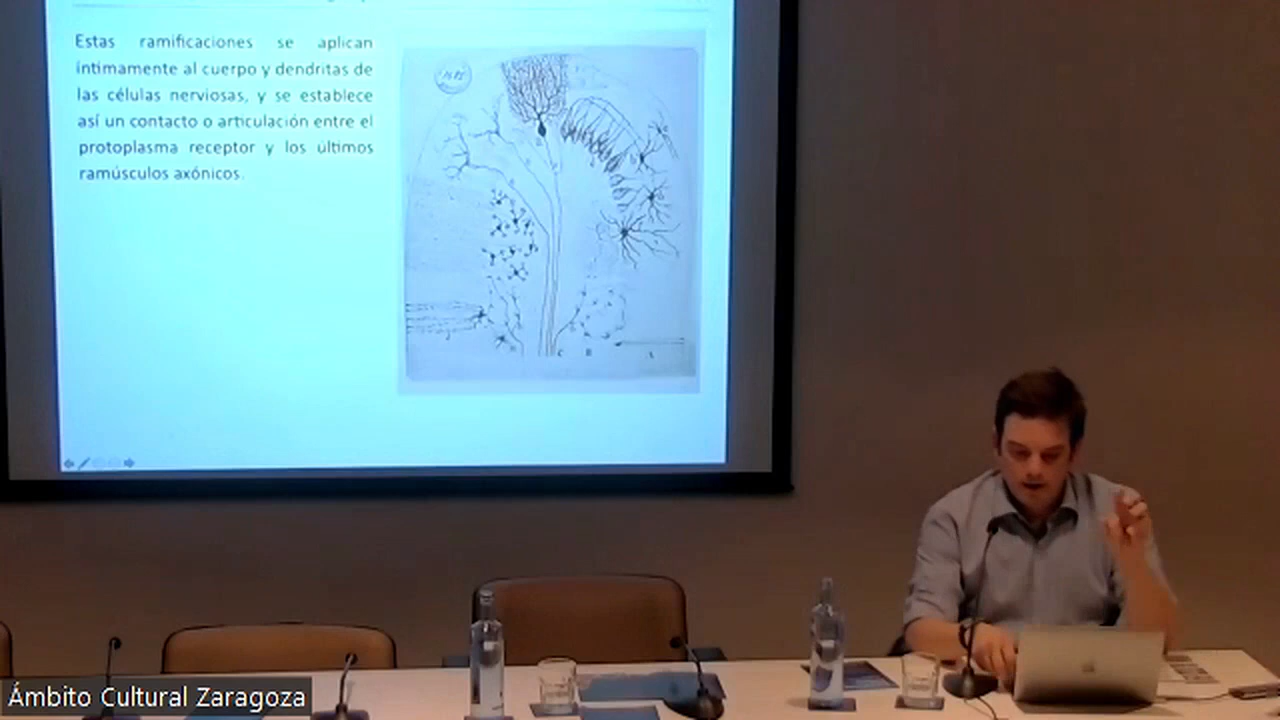 Estas ramificaciones se aplican
íntimamente al cuerpo y dendritas de
las células nerviosas, y se establece
así un contacto o articulación entre el
protoplasma receptor y los últimos
ramúsculos axónicos.
C B A
Ámbito Cultural Zaragoza